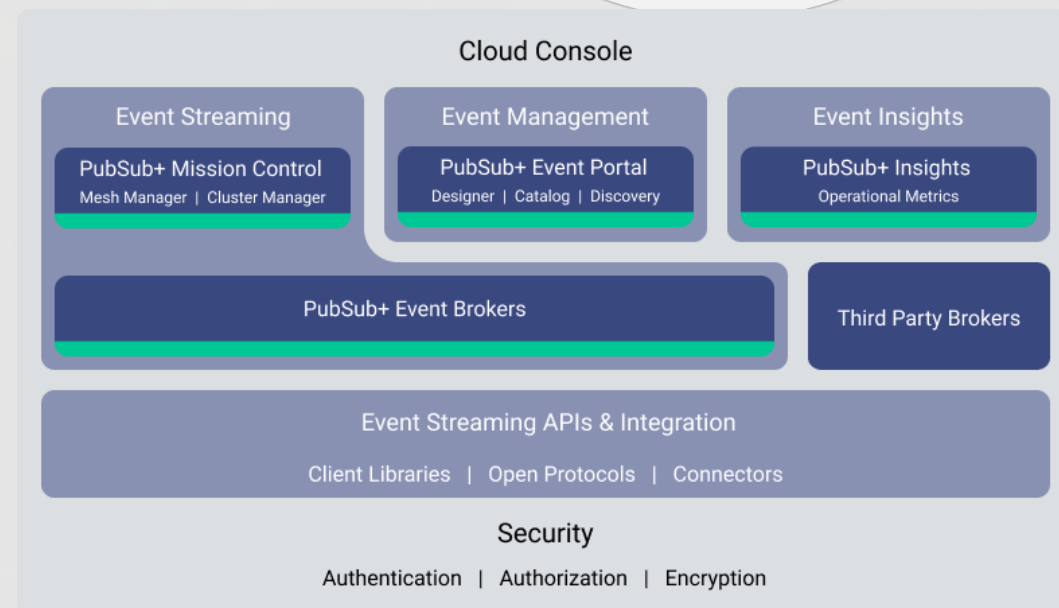 Cloud Console
Event Streaming
PubSub+ Mission Control
Mesh Manager | Cluster Manager
Event Management
PubSub+ Event Portal
Designer | Catalog | Discovery
Event Insights
PubSub+ Insights
Operational Metrics
PubSub+ Event Brokers
Third Party Brokers
Event Streaming APIs & Integration
Client Libraries | Open Protocols | Connectors
Security
Authentication | Authorization | Encryption